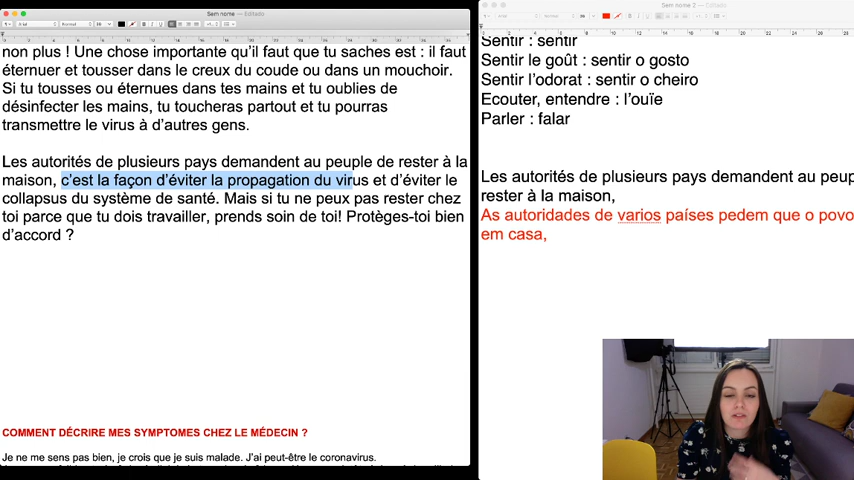 Sem nome — Editado
non plus ! Une chose importante qu'il faut que tu saches est : il faut
éternuer et tousser dans le creux du coude ou dans un mouchoir.
Si tu tousses ou éternues dans tes mains et tu oublies de
désinfecter les mains, tu toucheras partout et tu pourras
transmettre le virus à d'autres gens.
Les autorités de plusieurs pays demandent au peuple de rester à la
maison, c'est la façon d'éviter la propagation du virus et d'éviter le
collapsus du système de santé. Mais si tu ne peux pas rester chez
toi parce que tu dois travailler, prends soin de toi! Protèges-toi bien
d'accord ?
COMMENT DÉCRIRE MES SYMPTOMES CHEZ LE MÉDECIN ?
Je ne me sens pas bien, je crois que je suis malade. J'ai peut-être le coronavirus.
Sem nome 2 — Editado
Sentir : sentir
Sentir le goût : sentir o gosto
Sentir l'odorat : sentir o cheiro
Ecouter, entendre : l'ouïe
Parler : falar
Les autorités de plusieurs pays demandent au peup
rester à la maison,
As autoridades de varios países pedem que o povo
em casa,